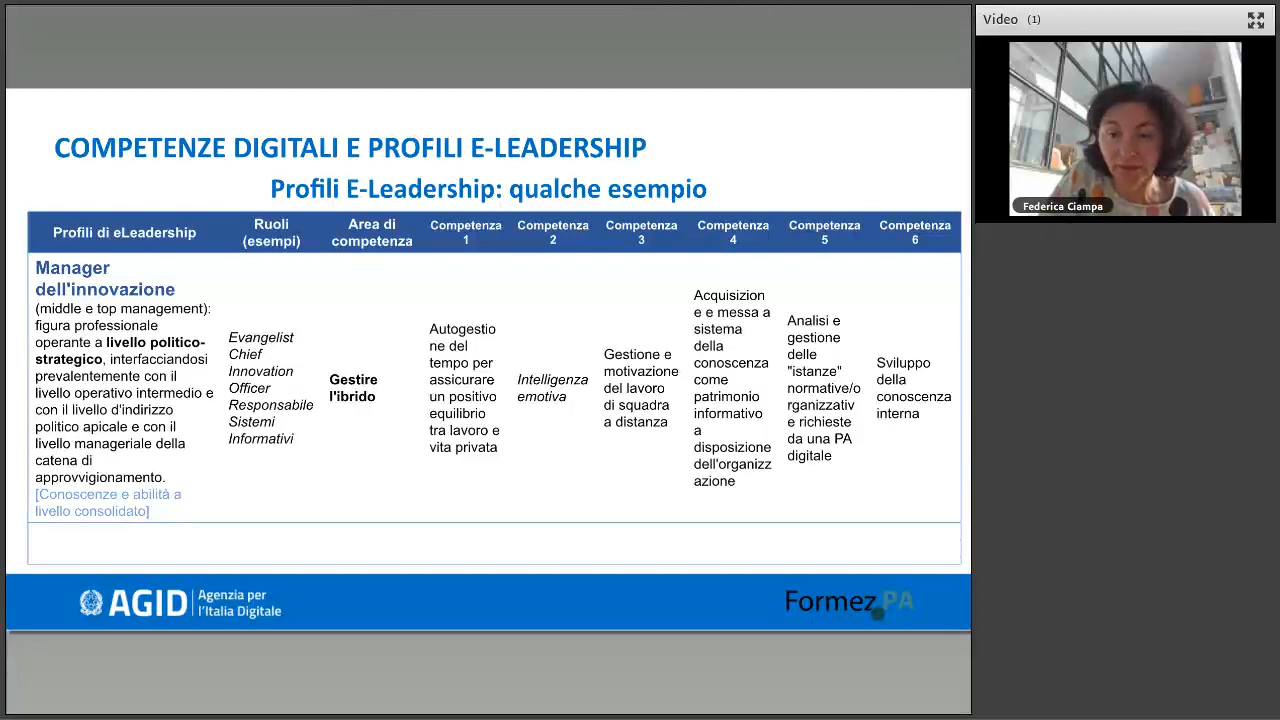 Video (1)
Federica Ciampa
COMPETENZE DIGITALI E PROFILI E-LEADERSHIP
Profili E-Leadership: qualche esempio
Profili di eLeadership
Ruoli
(esempi)
Area di
competenza
Competenza
1
Competenza
2
Competenza
3
Competenza
4
Competenza
5
Competenza
6
Manager
dell'innovazione
(middle e top management):
figura professionale
operante a livello politico-
strategico, interfacciandosi
prevalentemente con il
livello operativo intermedio e
con il livello d'indirizzo
politico apicale e con il
livello manageriale della
catena di
approvvigionamento.
[Conoscenze e abilità a
livello consolidato]
Evangelist
Chief
Innovation
Officer
Responsabile
Sistemi
Informativi
Gestire
l'ibrido
Autogestio
ne del
tempo per
assicurare
un positivo
equilibrio
tra lavoro e
vita privata
Intelligenza
emotiva
Gestione e
motivazione
del lavoro
di squadra
a distanza
Acquisizion
e e messa a
sistema
della
conoscenza
come
patrimonio
informativo
a
disposizione
dell'organizz
azione
Analisi e
gestione
delle
"istanze"
normative/o
rganizzativ
e richieste
da una PA
digitale
Sviluppo
della
conoscenza
interna
AGID
Agenzia per
l'Italia Digitale
Formez PA